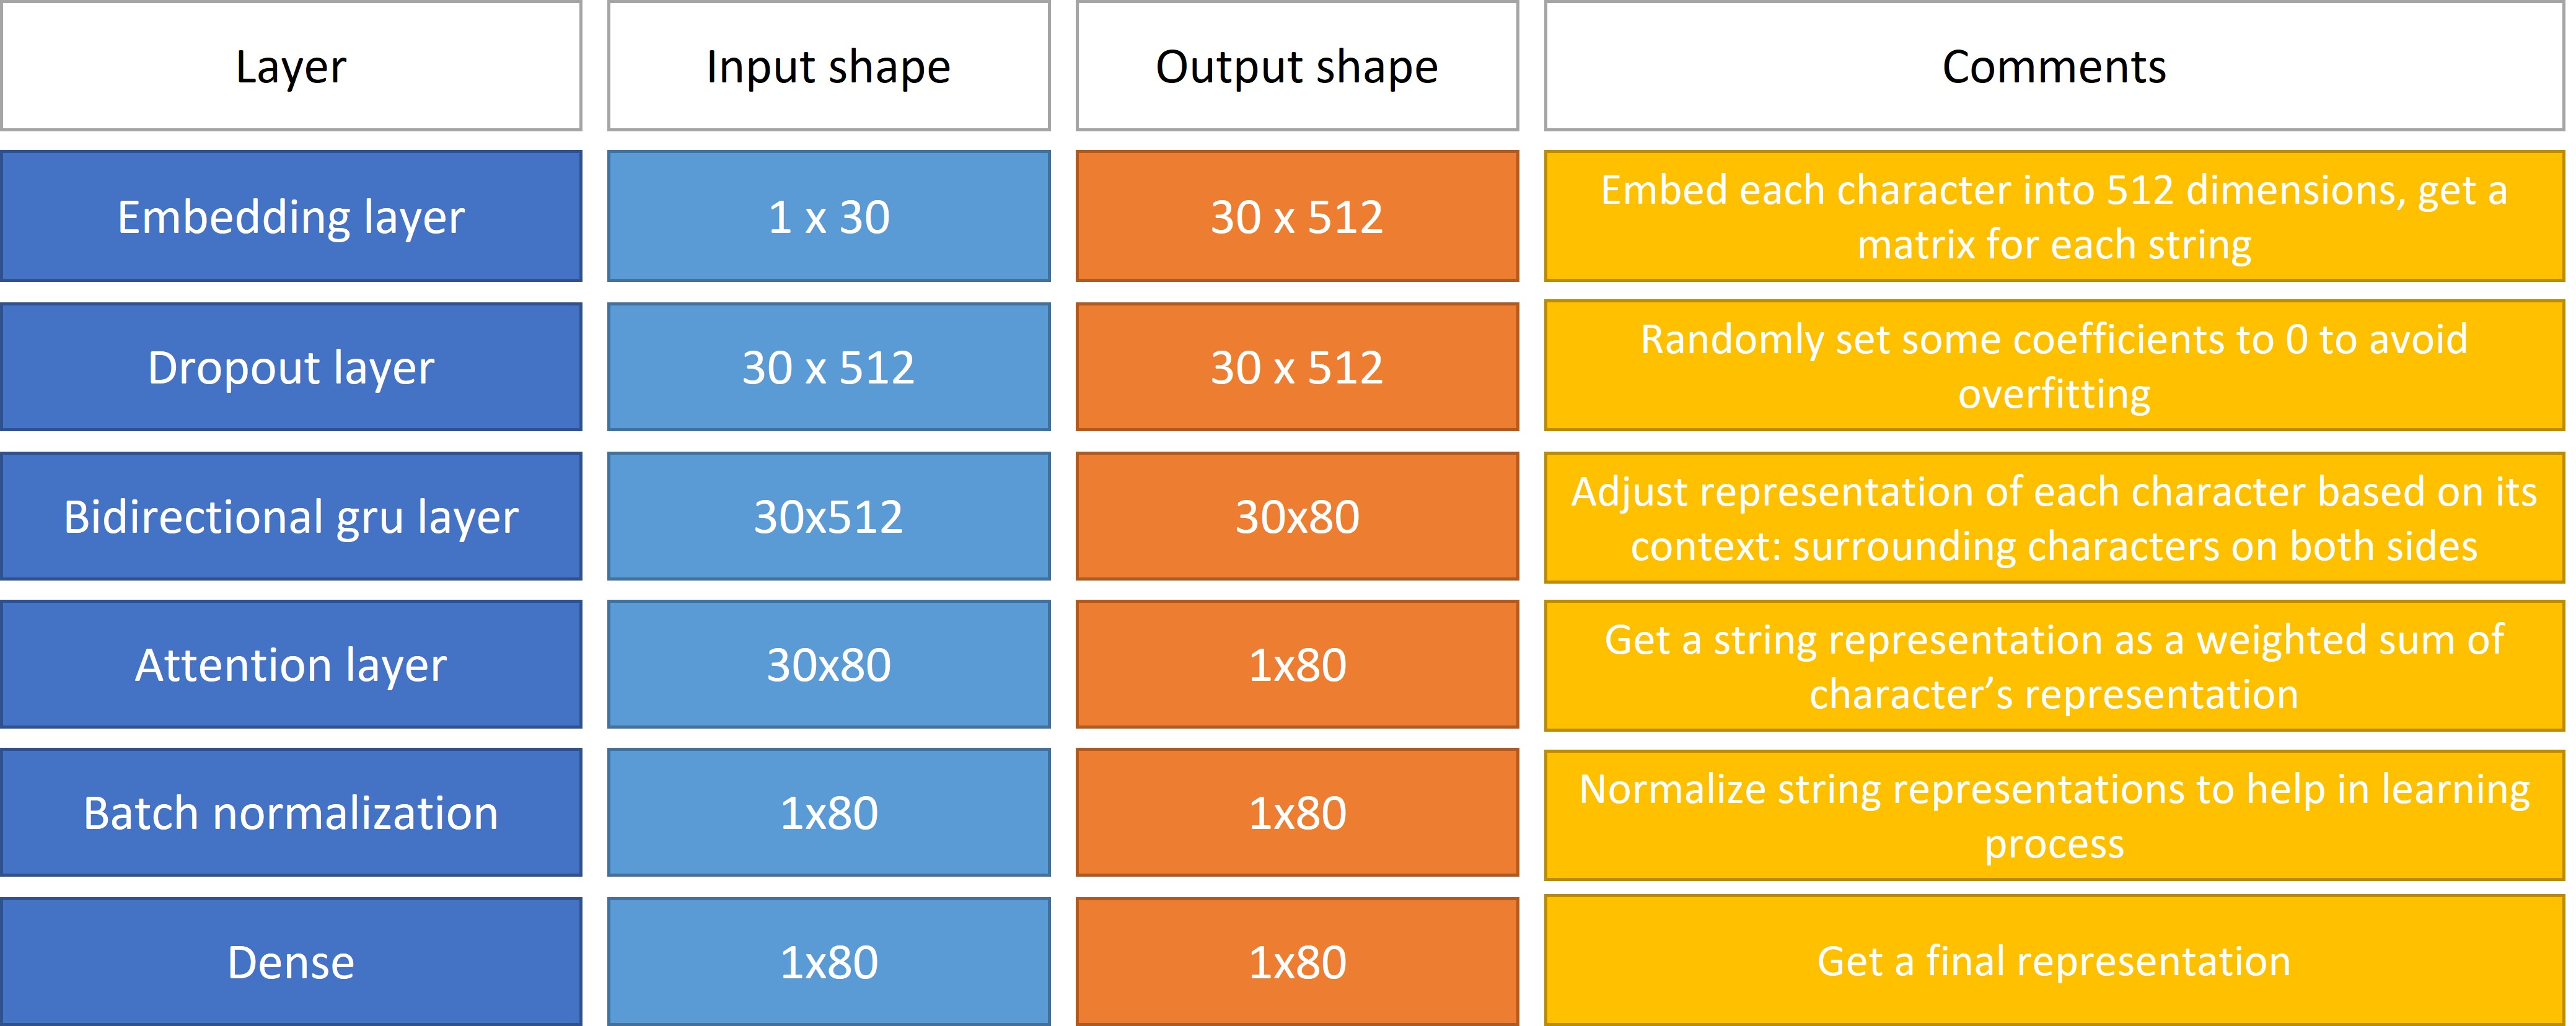 Layer
Input shape
Output shape
Comments
Embedding layer
1 x 30
30 x 512
Embed each character into 512 dimensions, get a
matrix for each string
Dropout layer
30 x 512
30 x 512
Randomly set some coefficients to 0 to avoid
overfitting
Bidirectional gru layer
30x512
30x80
Adjust representation of each character based on its
context: surrounding characters on both sides
Attention layer
30x80
1x80
Get a string representation as a weighted sum of
character’s representation
Batch normalization
1x80
1x80
Normalize string representations to help in learning
process
Dense
1x80
1x80
Get a final representation